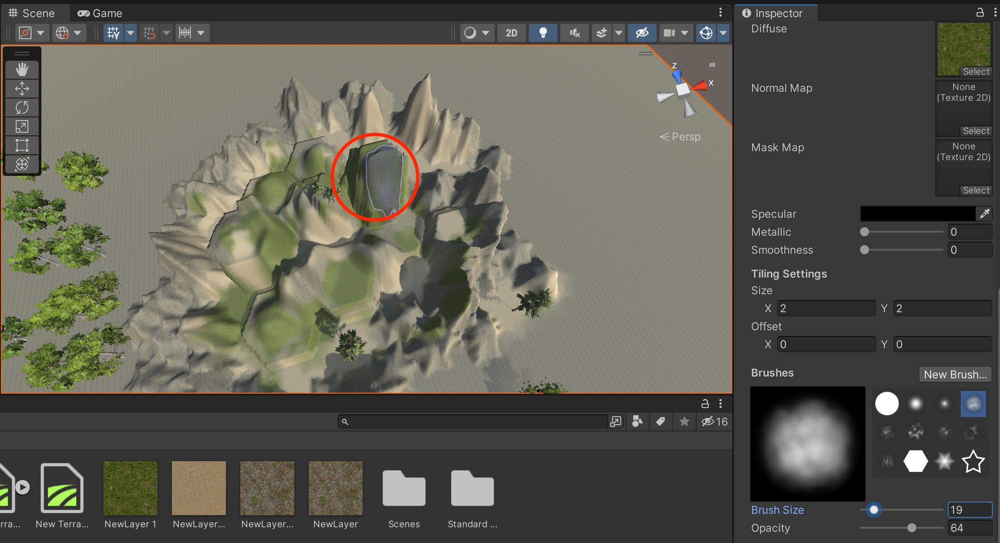 Scene
Game
Inspector
2D
Diffuse
Select
Normal Map
None
(Texture 2D)
Select
Mask Map
None
(Texture 2D)
Select
z
x
Persp
Specular
Metallic
0
Smoothness
0
Tiling Settings
Size
X 2 Y 2
Offset
X 0 Y 0
Brushes
New Brush...
Brush Size
19
Opacity
64
16
rra...
New Terra...
NewLayer 1
NewLayer...
NewLayer...
NewLayer
Scenes
Standard ...